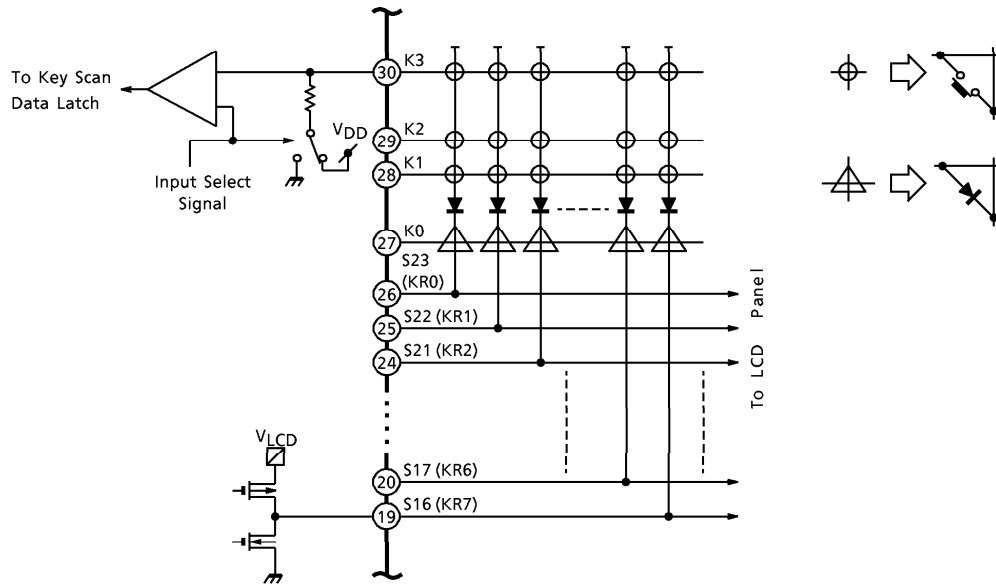 To Key Scan
Data Latch
Input Select
Signal
VDD
30 K3
29 K2
28 K1
27 K0
S23
(KR0)
26
25 S22 (KR1)
24 S21 (KR2)
20 S17 (KR6)
19 S16 (KR7)
VLCD
To LCD Panel